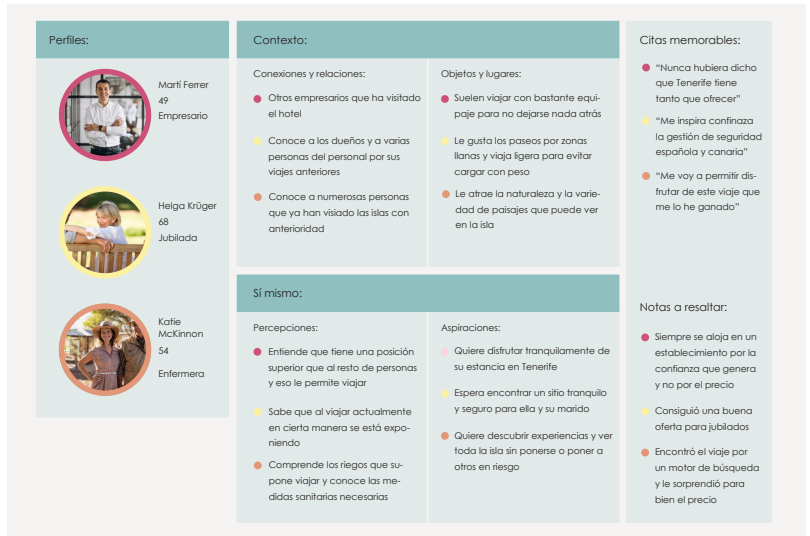 Perfiles:
Martí Ferrer
49
Empresario
Helga Krüger
68
Jubilada
Katie
McKinnon
54
Enfermera
Contexto:
Conexiones y relaciones:
Otros empresarios que ha visitado
el hotel
Conoce a los dueños y a varias
personas del personal por sus
viajes anteriores
Conoce a numerosas personas
que ya han visiado las islas con
anterioridad
Objetos y lugares:
Suelen viajar con bastante equi-
paje para no dejarse nada atrás
Le gusta los paseos por zonas
llanas y viaja ligera para evitar
cargar con peso
Le atrae la naturaleza y la varie-
dad de paisajes que puede ver
en la isla
Sí mismo:
Percepciones:
Entiende que tiene una posición
superior que al resto de personas
y eso le permite viajar
Sabe que al viajar actualmente
en cierta manera se está expo-
niendo
Comprende los riegos que su-
pone viajar y conoce las me-
didas sanitarias necesarias
Aspiraciones:
Quiere disfrutar tranquilamente de
su estancia en Tenerife
Espera encontrar un sitio tranquilo
y seguro para ella y su marido
Quiere descubrir experiencias y ver
toda la isla sin ponerse o poner a
otros en riesgo
Citas memorables:
“Nunca hubiera dicho
que Tenerife tiene
tanto que ofrecer”
“Me inspira confinaza
la gestión de seguridad
española y canaria”
“Me voy a permitir dis-
frutar de este viaje que
me lo he ganado”
Notas a resaltar:
Siempre se aloja en un
establecimiento por la
confianza que genera
y no por el precio
Consiguió una buena
oferta para jubilados
Encontró el viaje por
un motor de búsqueda
y le sorprendió para
bien el precio